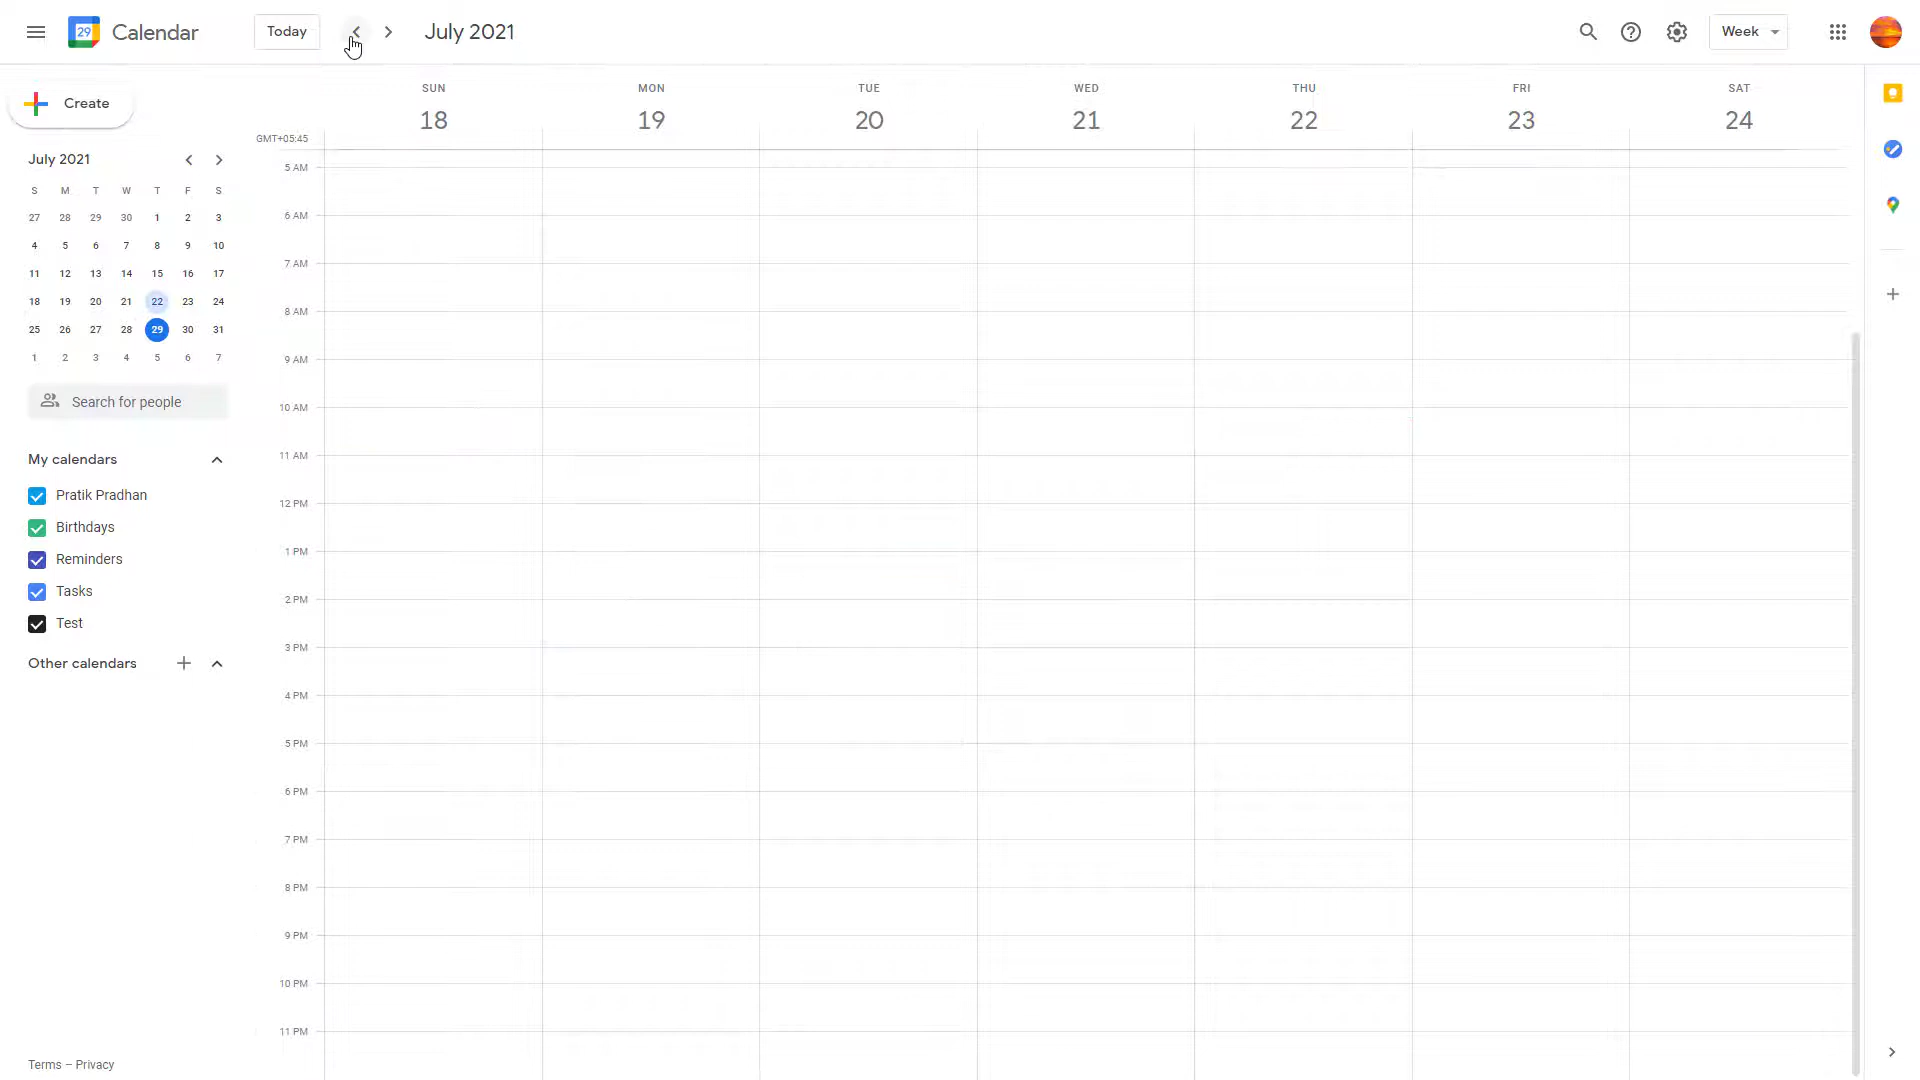 29 Calendar Today July 2021 Week
Create
SUN MON TUE WED THU FRI SAT
18 19 20 21 22 23 24
GMT+05:45
July 2021
S M T W T F S
27 28 29 30 1 2 3
4 5 6 7 8 9 10
11 12 13 14 15 16 17
18 19 20 21 22 23 24
25 26 27 28 29 30 31
1 2 3 4 5 6 7
Search for people
My calendars
Pratik Pradhan
Birthdays
Reminders
Tasks
Test
Other calendars
Terms – Privacy
5 AM
6 AM
7 AM
8 AM
9 AM
10 AM
11 AM
12 PM
1 PM
2 PM
3 PM
4 PM
5 PM
6 PM
7 PM
8 PM
9 PM
10 PM
11 PM